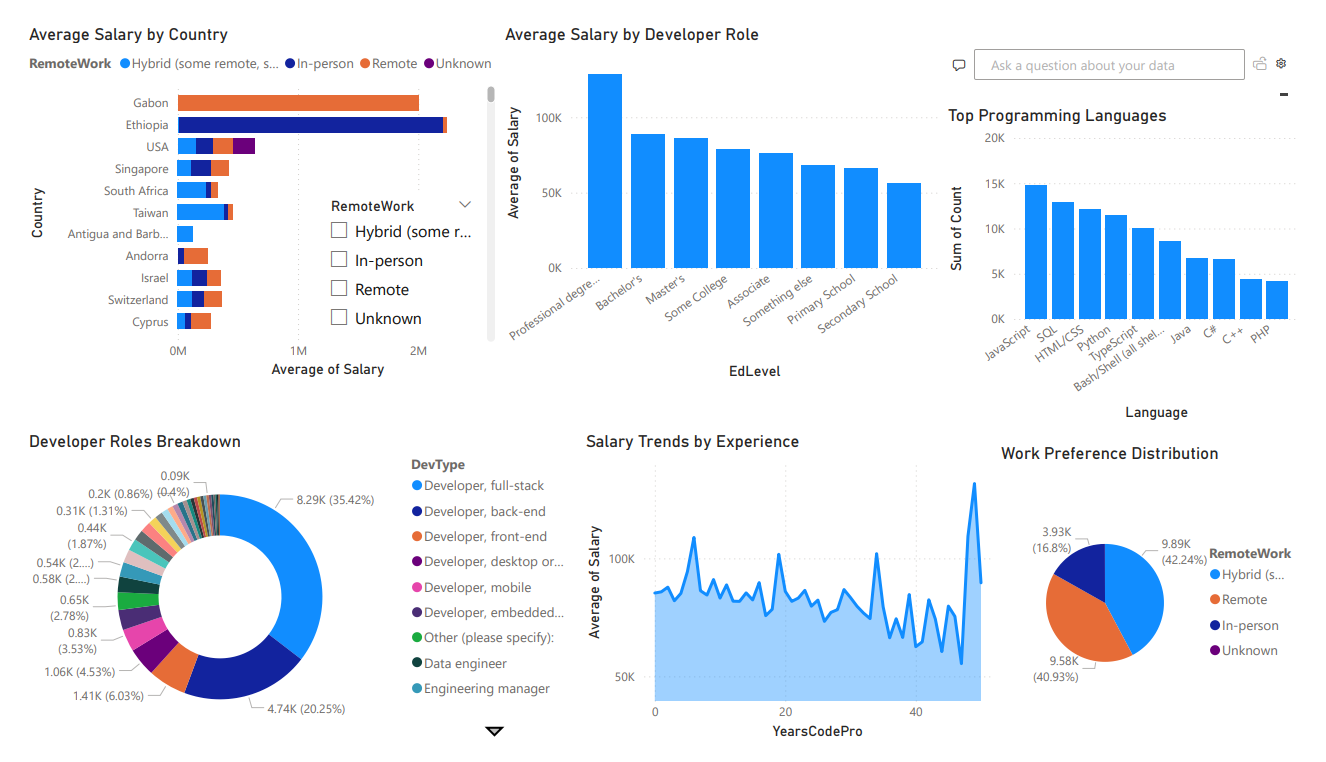 Average Salary by Country
RemoteWork Hybrid (some remote, s... In-person Remote Unknown
Country
Gabon
Ethiopia
USA
Singapore
South Africa
Taiwan
Antigua and Barb...
Andorra
Israel
Switzerland
Cyprus
0M 1M 2M
Average of Salary
RemoteWork
Hybrid (some r...
In-person
Remote
Unknown
Average Salary by Developer Role
Average of Salary
100K
50K
0K
Professional degre...
Bachelor's
Master's
Some College
Associate
Something else
Primary School
Secondary School
EdLevel
Ask a question about your data
Top Programming Languages
Sum of Count
20K
15K
10K
5K
0K
JavaScript
SQL
HTML/CSS
Python
TypeScript
Bash/Shell (all shel...
Java
C#
C++
PHP
Language
Developer Roles Breakdown
0.09K
(0.4%)
0.2K (0.86%)
0.31K (1.31%)
0.44K
(1.87%)
0.54K (2....)
0.58K (2....)
0.65K
(2.78%)
0.83K
(3.53%)
1.06K (4.53%)
1.41K (6.03%)
4.74K (20.25%)
8.29K (35.42%)
DevType
Developer, full-stack
Developer, back-end
Developer, front-end
Developer, desktop or...
Developer, mobile
Developer, embedded...
Other (please specify):
Data engineer
Engineering manager
Salary Trends by Experience
Average of Salary
100K
50K
0 20 40
YearsCodePro
Work Preference Distribution
3.93K
(16.8%)
9.89K
(42.24%)
9.58K
(40.93%)
RemoteWork
Hybrid (s...
Remote
In-person
Unknown